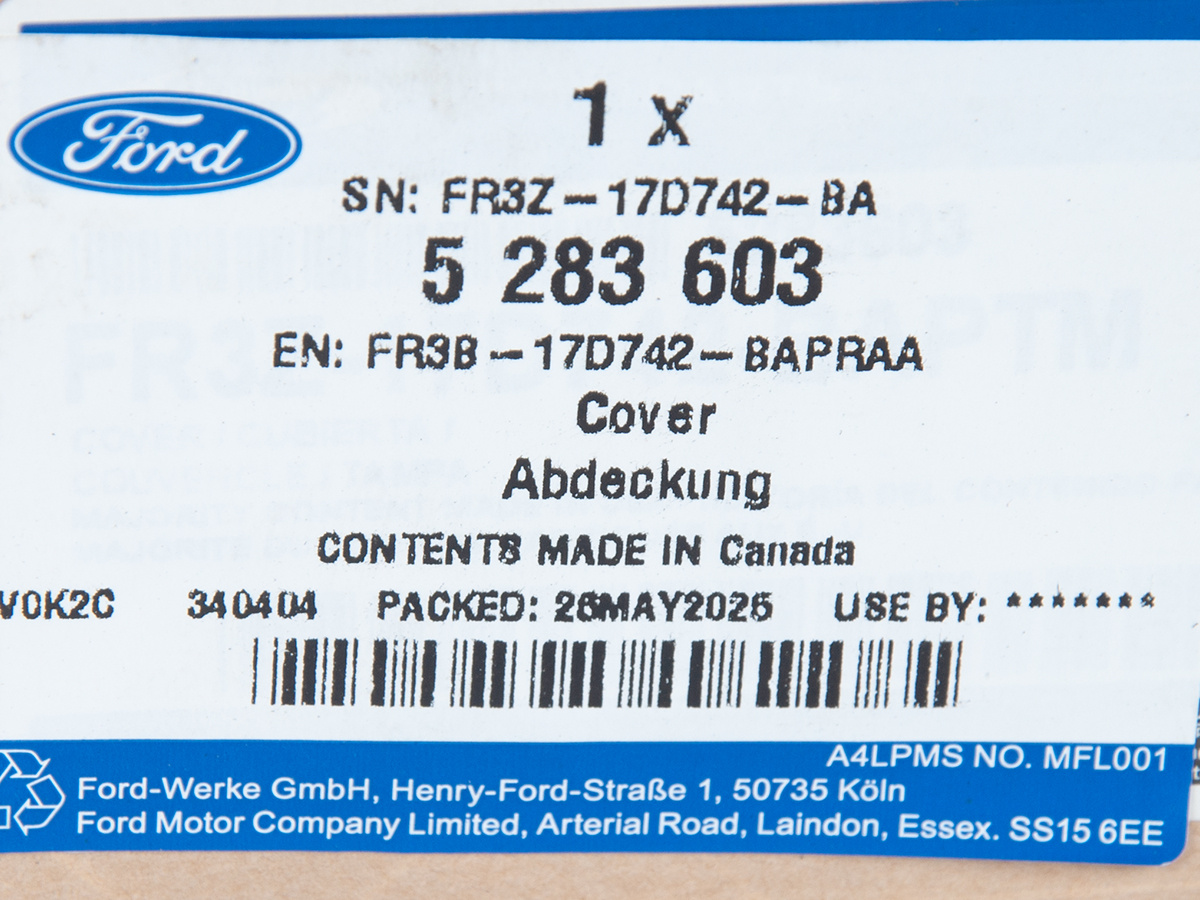 Ford
1 x
SN: FR3Z-17D742-BA
5 283 603
EN: FR3B-17D742-BAPRAA
Cover
Abdeckung
CONTENTS MADE IN Canada
V0K2C 340404 PACKED: USE BY: *******
A4LPMS NO. MFL001
Ford-Werke GmbH, Henry-Ford-Straße 1, 50735 Köln
Ford Motor Company Limited, Arterial Road, Laindon, Essex. SS15 6EE